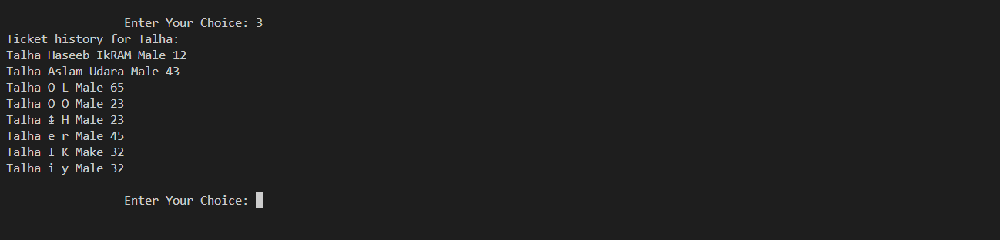 Enter Your Choice: 3
Ticket history for Talha:
Talha Haseeb IkRAM Male 12
Talha Aslam Udara Male 43
Talha O L Male 65
Talha O O Male 23
Talha ↨ H Male 23
Talha e r Male 45
Talha I K Make 32
Talha i y Male 32
Enter Your Choice: